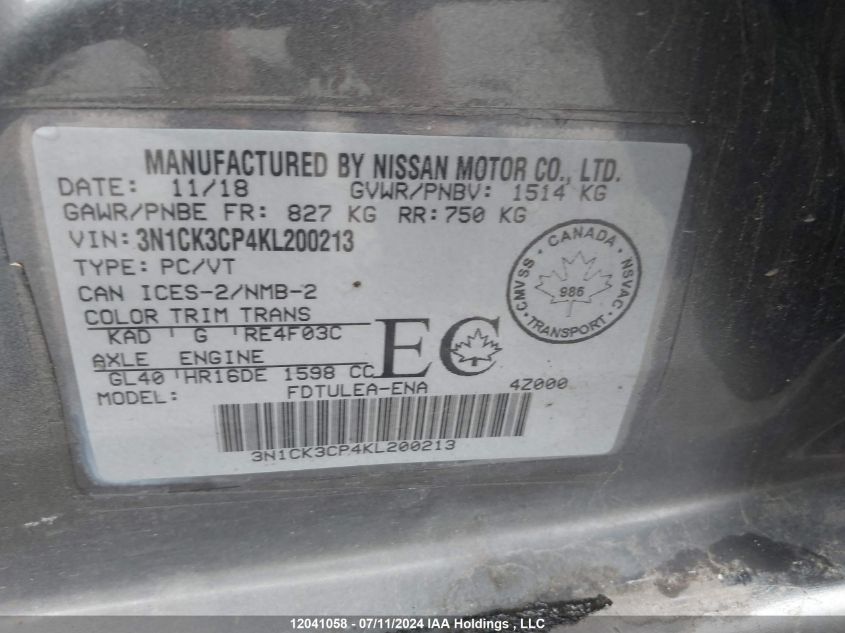 MANUFACTURED BY NISSAN MOTOR CO., LTD.
DATE: 11/18 GVWR/PNBV: 1514 KG
GAWR/PNBE FR: 827 KG RR: 750 KG
VIN: 3N1CK3CP4KL200213
TYPE: PC/VT
CAN ICES-2/NMB-2
COLOR TRIM TRANS
KAD G RE4F03C
AXLE ENGINE
GL40 HR16DE 1598 CC
EC
MODEL: FDTULEA-ENA 4Z000
3N1CK3CP4KL200213
CANADA
CMVSS NSVAC
986
TRANSPORT
12041058 - 07/11/2024 IAA Holdings, LLC